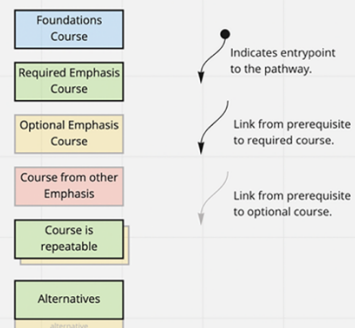 Foundations
Course
Required Emphasis
Course
Optional Emphasis
Course
Course from other
Emphasis
Course is
repeatable
Alternatives
alternative
Indicates entrypoint
to the pathway.
Link from prerequisite
to required course.
Link from prerequisite
to optional course.